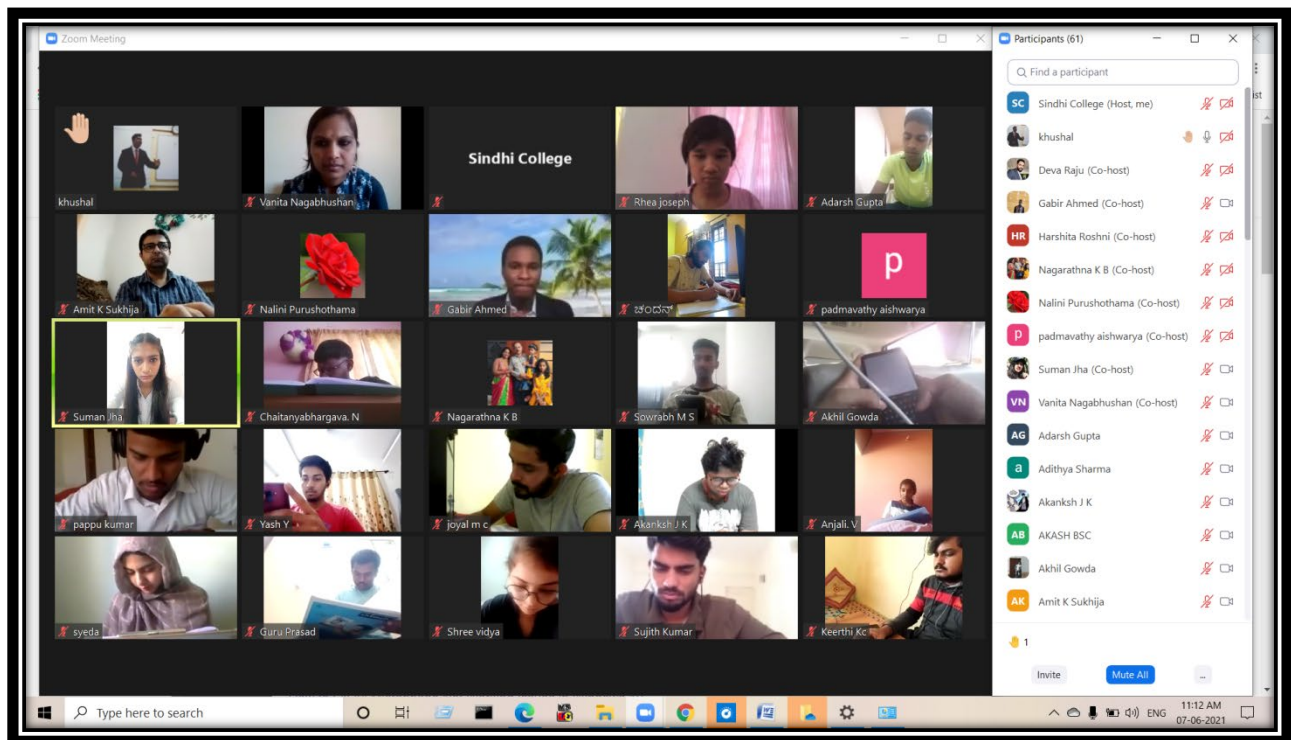 Zoom Meeting
khushal
Vanita Nagabhushan
Sindhi College
Rhea joseph
Adarsh Gupta
Amit K Sukhija
Nalini Purushothama
Gabir Ahmed
ಚಂದನ್
p
padmavathy aishwarya
Suman Jha
Chaitanyabhargava. N
Nagarathna K B
Sowrabh M S
Akhil Gowda
pappu kumar
Yash Y
joyal m c
Akanksh J K
Anjali. V
syeda
Guru Prasad
Shree vidya
Sujith Kumar
Keerthi Kc
Participants (61)
Find a participant
SC Sindhi College (Host, me)
khushal
Deva Raju (Co-host)
Gabir Ahmed (Co-host)
HR Harshita Roshni (Co-host)
Nagarathna K B (Co-host)
Nalini Purushothama (Co-host)
p padmavathy aishwarya (Co-host)
Suman Jha (Co-host)
VN Vanita Nagabhushan (Co-host)
AG Adarsh Gupta
a Adithya Sharma
Akanksh J K
AB AKASH BSC
Akhil Gowda
AK Amit K Sukhija
1
Invite Mute All ...
ist
Type here to search
ENG
11:12 AM
07-06-2021